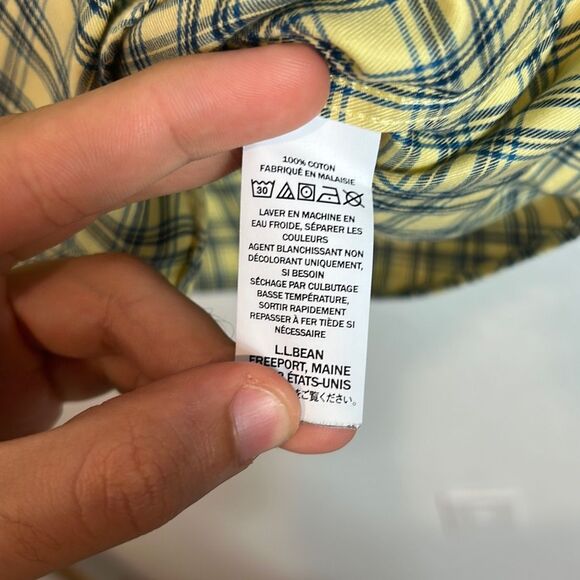 100% COTON
FABRIQUÉ EN MALAISIE
30
LAVER EN MACHINE EN
EAU FROIDE, SÉPARER LES
COULEURS
AGENT BLANCHISSANT NON
DÉCOLORANT UNIQUEMENT,
SI BESOIN
SÉCHAGE PAR CULBUTAGE
BASSE TEMPÉRATURE,
SORTIR RAPIDEMENT
REPASSER À FER TIÈDE SI
NÉCESSAIRE
L.L.BEAN
FREEPORT, MAINE
ÉTATS-UNIS
をご覧ください。